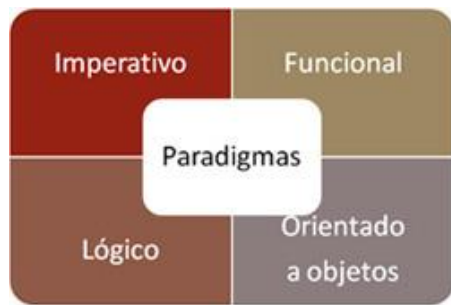 Imperativo
Funcional
Paradigmas
Lógico
Orientado
a objetos